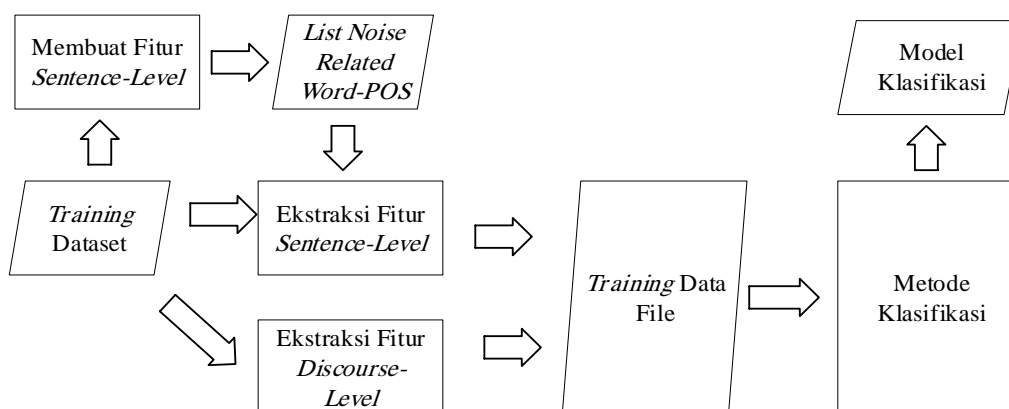 Membuat Fitur
Sentence-Level
List Noise
Related
Word-POS
Model
Klasifikasi
Training
Dataset
Ekstraksi Fitur
Sentence-Level
Training Data
File
Metode
Klasifikasi
Ekstraksi Fitur
Discourse-
Level